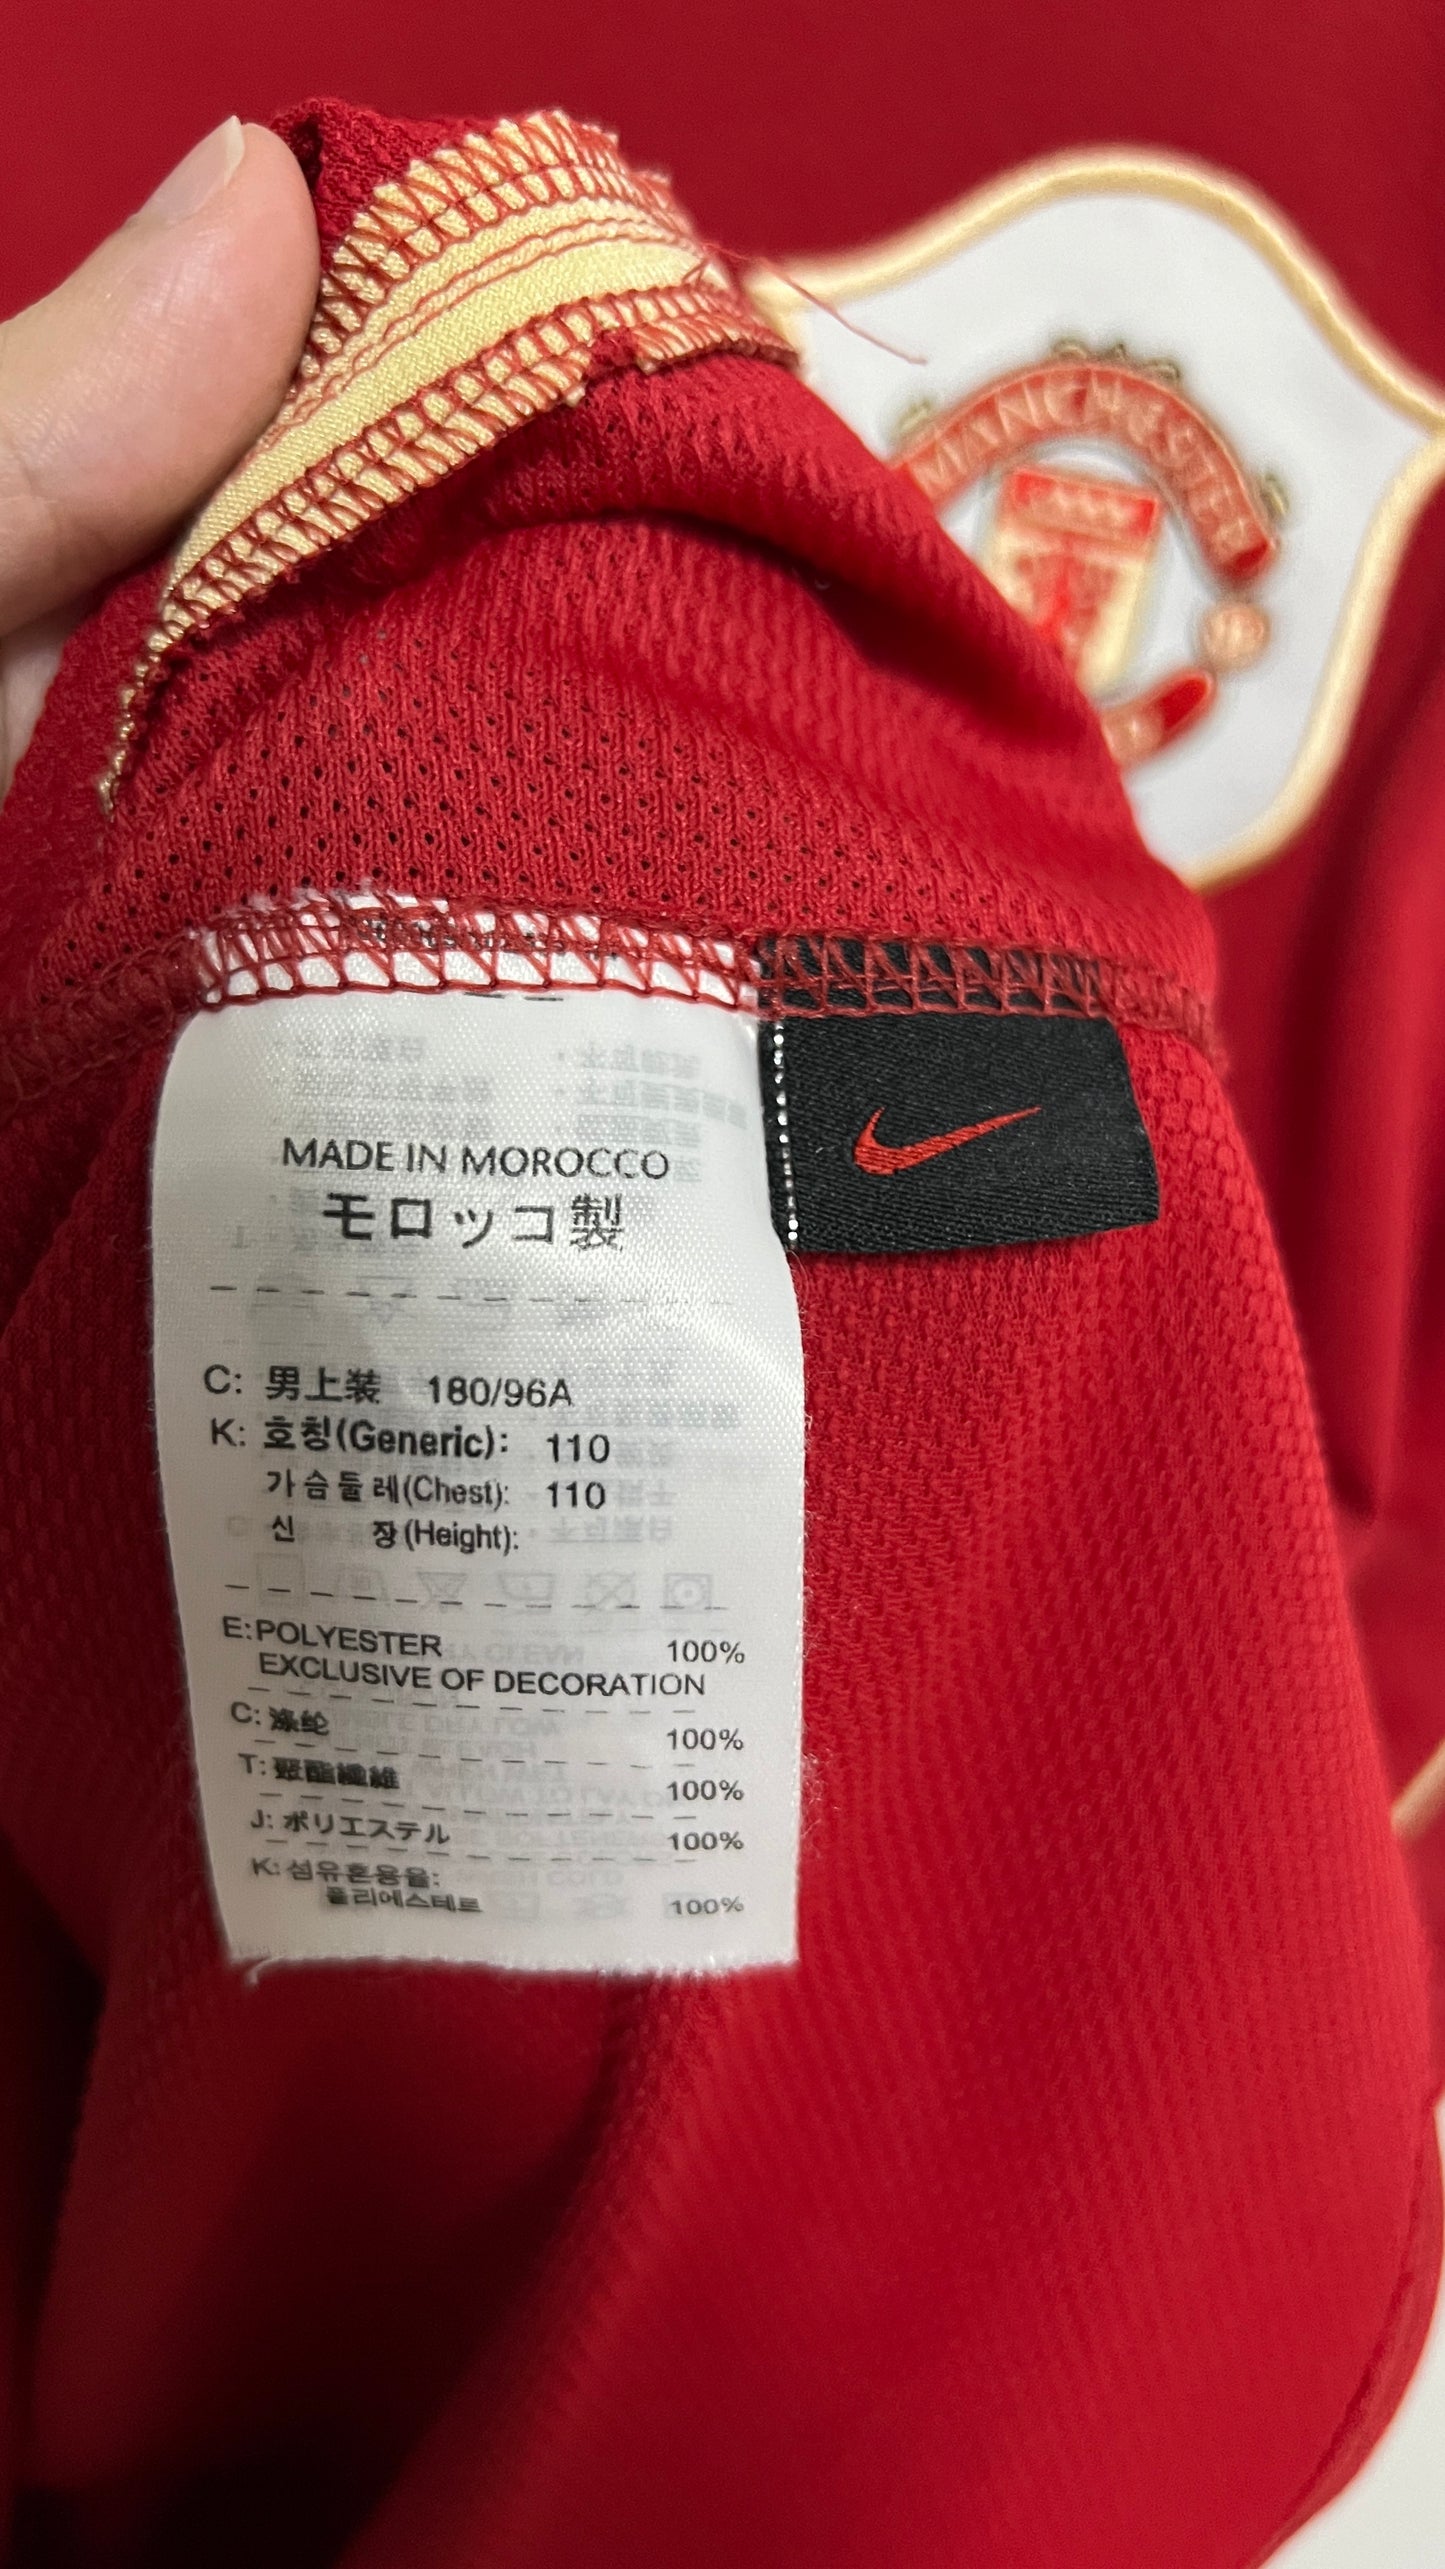 MANCHESTER
MADE IN MOROCCO
モロッコ製
C: 男上装 180/96A
K: 호칭(Generic): 110
가슴둘레(Chest): 110
신 장(Height):
E:POLYESTER 100%
EXCLUSIVE OF DECORATION
C: 涤纶 100%
T: 聚酯纖維 100%
J: ポリエステル 100%
K: 섬유혼용율:
폴리에스테르 100%